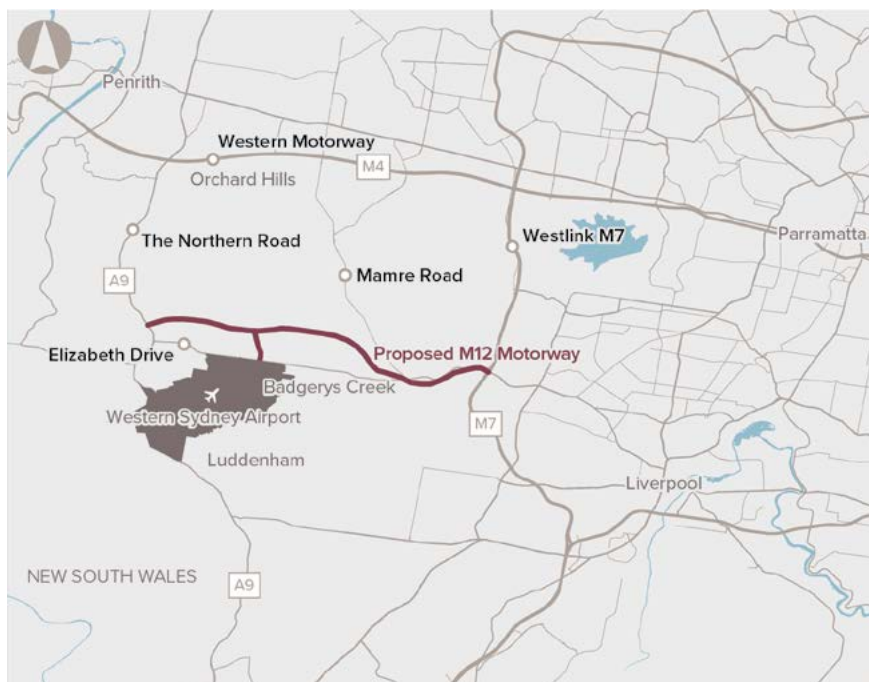 Penrith
Western Motorway
M4
Orchard Hills
The Northern Road
Westlink M7
Parramatta
Mamre Road
A9
Elizabeth Drive
Proposed M12 Motorway
Badgerys Creek
Western Sydney Airport
M7
Luddenham
Liverpool
NEW SOUTH WALES
A9